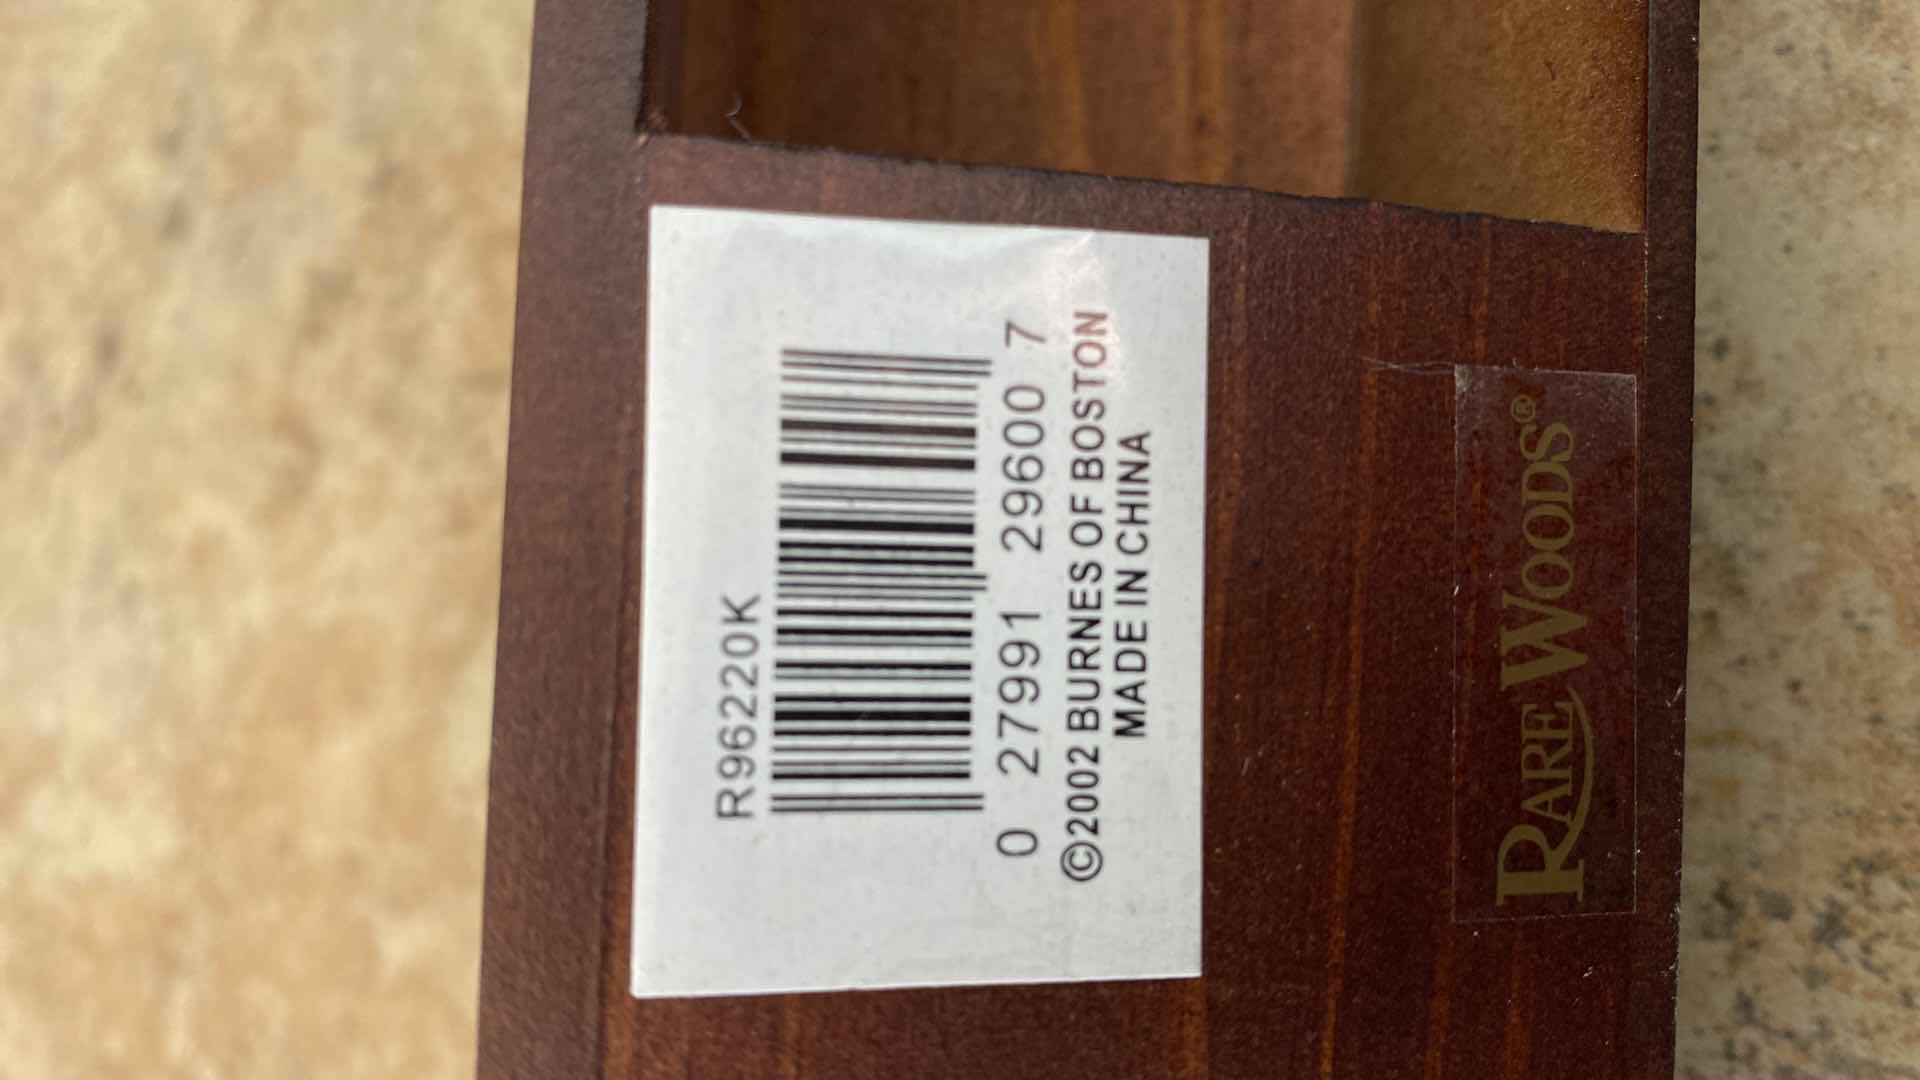 R96220K
0 27991 29600 7
©2002 BURNES OF BOSTON
MADE IN CHINA
RARE WOODS®